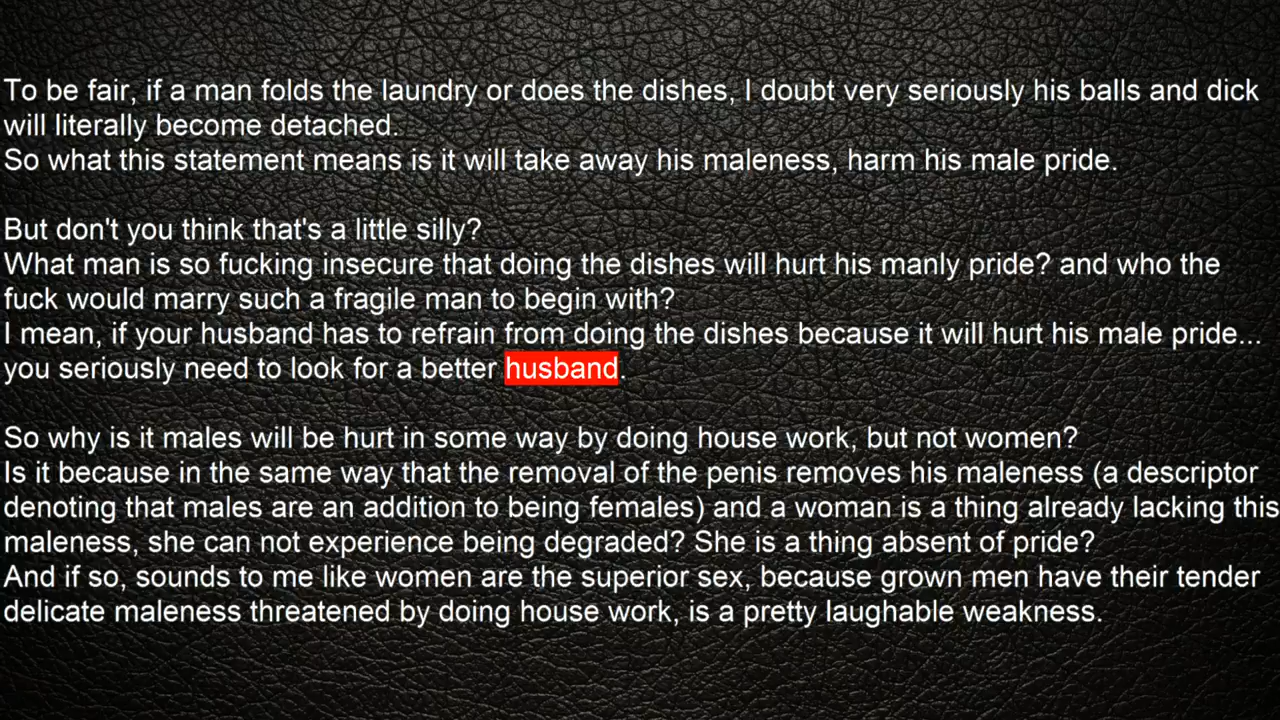 To be fair, if a man folds the laundry or does the dishes, I doubt very seriously his balls and dick
will literally become detached.
So what this statement means is it will take away his maleness, harm his male pride.
But don't you think that's a little silly?
What man is so fucking insecure that doing the dishes will hurt his manly pride? and who the
fuck would marry such a fragile man to begin with?
I mean, if your husband has to refrain from doing the dishes because it will hurt his male pride...
you seriously need to look for a better husband.
So why is it males will be hurt in some way by doing house work, but not women?
Is it because in the same way that the removal of the penis removes his maleness (a descriptor
denoting that males are an addition to being females) and a woman is a thing already lacking this
maleness, she can not experience being degraded? She is a thing absent of pride?
And if so, sounds to me like women are the superior sex, because grown men have their tender
delicate maleness threatened by doing house work, is a pretty laughable weakness.